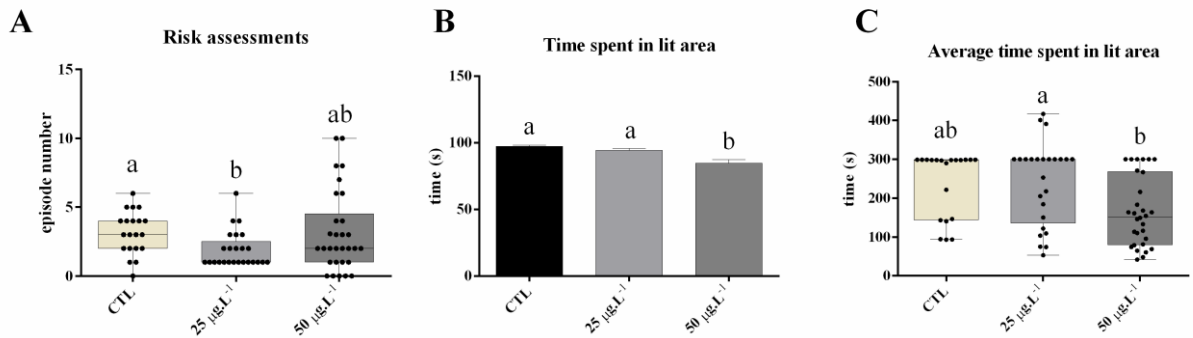 A
Risk assessments
episode number
15
10
5
0
a
b
ab
CTL
25 µg.L⁻¹
50 µg.L⁻¹
B
Time spent in lit area
time (s)
150
100
50
0
a
a
b
CTL
25 µg.L⁻¹
50 µg.L⁻¹
C
Average time spent in lit area
time (s)
500
400
300
200
100
0
ab
a
b
CTL
25 µg.L⁻¹
50 µg.L⁻¹